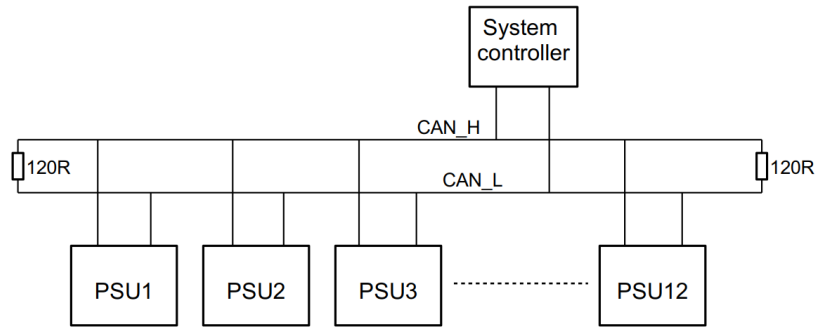 System
controller
CAN_H
120R
120R
CAN_L
PSU1
PSU2
PSU3
PSU12